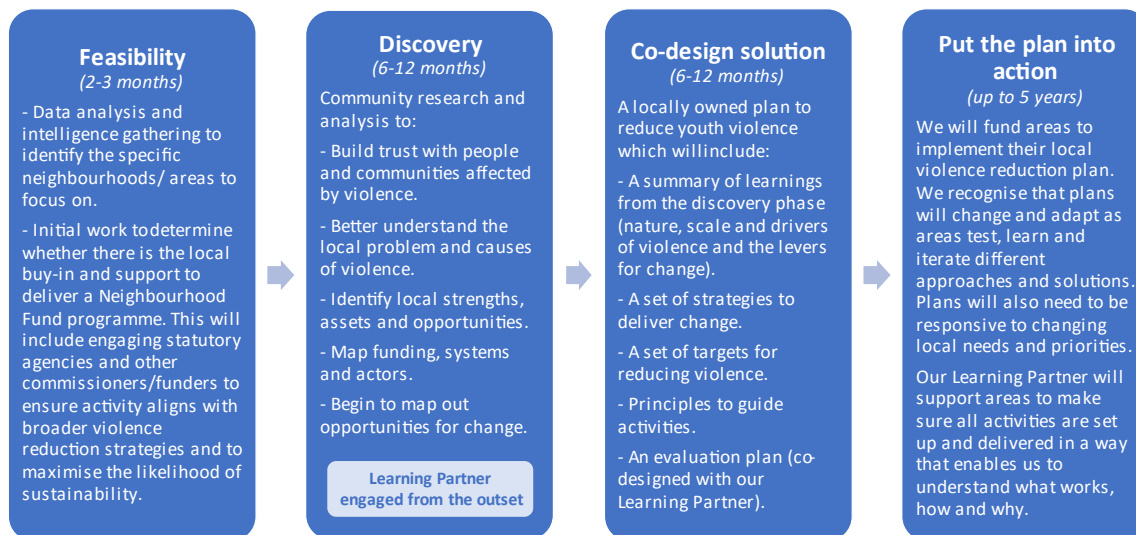 Feasibility
(2-3 months)
- Data analysis and
intelligence gathering to
identify the specific
neighbourhoods/ areas to
focus on.
- Initial work todetermine
whether there is the local
buy-in and support to
deliver a Neighbourhood
Fund programme. This will
include engaging statutory
agencies and other
commissioners/funders to
ensure activity aligns with
broader violence
reduction strategies and to
maximise the likelihood of
sustainability.
Discovery
(6-12 months)
Community research and
analysis to:
- Build trust with people
and communities affected
by violence.
- Better understand the
local problem and causes
of violence.
- Identify local strengths,
assets and opportunities.
- Map funding, systems
and actors.
- Begin to map out
opportunities for change.
Learning Partner
engaged from the outset
Co-design solution
(6-12 months)
A locally owned plan to
reduce youth violence
which willinclude:
- A summary of learnings
from the discovery phase
(nature, scale and drivers
of violence and the levers
for change).
- A set of strategies to
deliver change.
- A set of targets for
reducing violence.
- Principles to guide
activities.
- An evaluation plan (co-
designed with our
Learning Partner).
Put the plan into
action
(up to 5 years)
We will fund areas to
implement their local
violence reduction plan.
We recognise that plans
will change and adapt as
areas test, learn and
iterate different
approaches and solutions.
Plans will also need to be
responsive to changing
local needs and priorities.
Our Learning Partner will
support areas to make
sure all activities are set
up and delivered in a way
that enables us to
understand what works,
how and why.